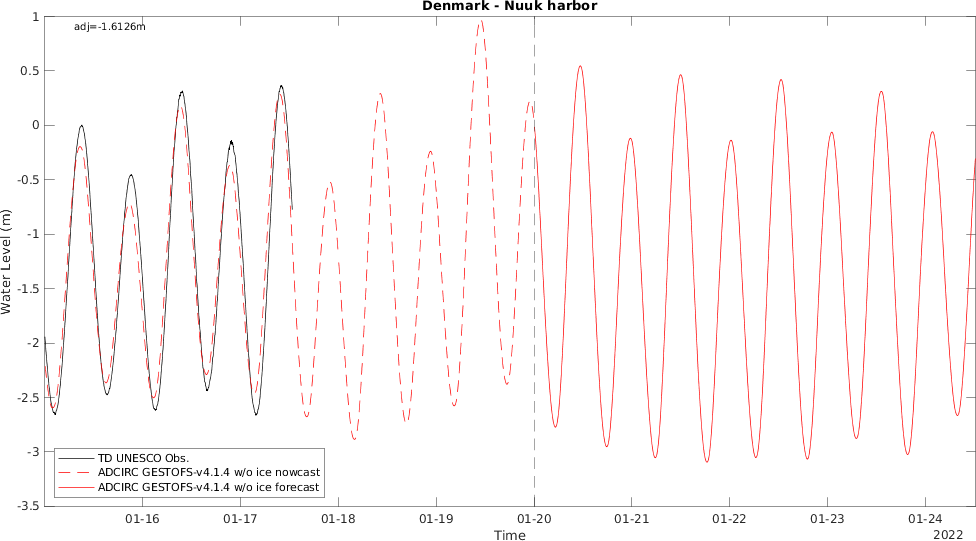 Denmark - Nuuk harbor
adj=-1.6126m
1
0.5
0
-0.5
-1
-1.5
-2
-2.5
-3
-3.5
Water Level (m)
TD UNESCO Obs.
ADCIRC GESTOFS-v4.1.4 w/o ice nowcast
ADCIRC GESTOFS-v4.1.4 w/o ice forecast
01-16 01-17 01-18 01-19 01-20 01-21 01-22 01-23 01-24
Time
2022